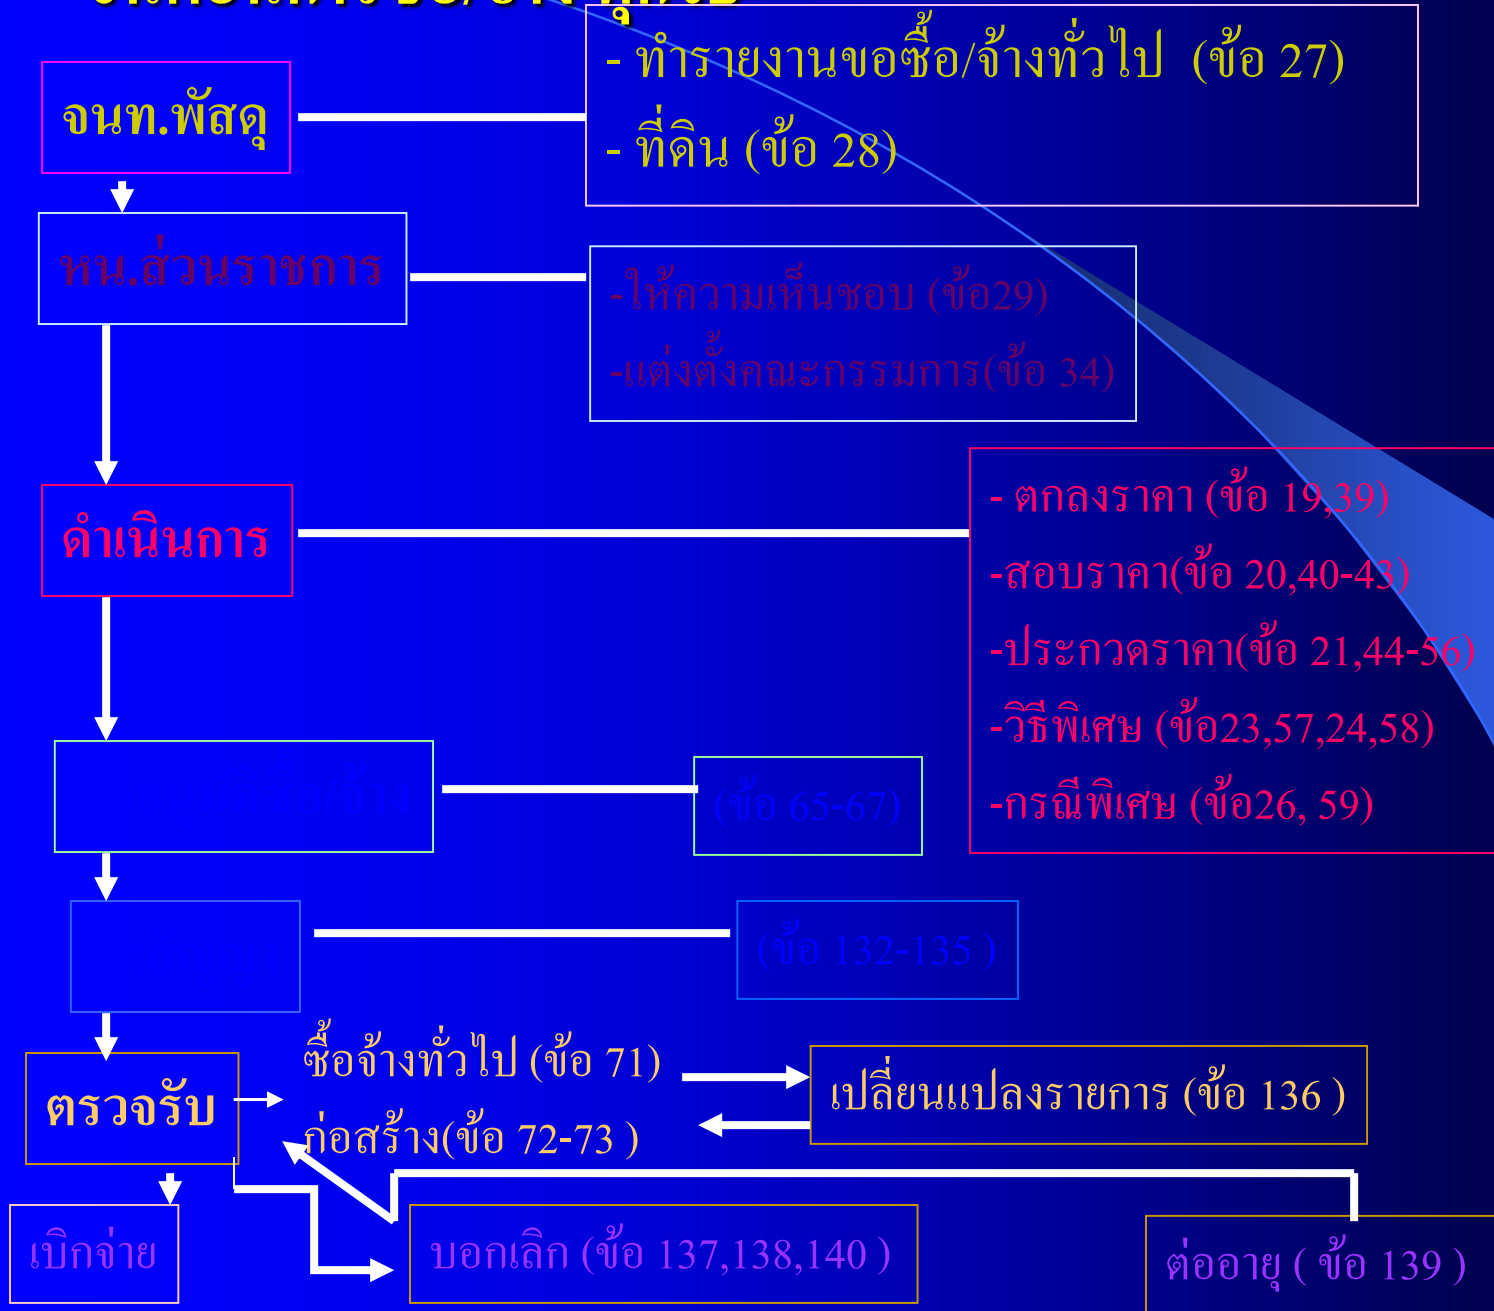 - ทำรายงานขอซื้อ/จ้างทั่วไป (ข้อ 27)
จนท.พัสดุ
- ที่ดิน (ข้อ 28)
หน.ส่วนราชการ
-ให้ความเห็นชอบ (ข้อ29)
-แต่งตั้งคณะกรรมการ(ข้อ 34)
ดำเนินการ
- ตกลงราคา (ข้อ 19,39)
-สอบราคา(ข้อ 20,40-43)
-ประกวดราคา(ข้อ 21,44-56)
-วิธีพิเศษ (ข้อ23,57,24,58)
-กรณีพิเศษ (ข้อ26, 59)
(ข้อ 65-67)
(ข้อ 132-135 )
ตรวจรับ
ซื้อจ้างทั่วไป (ข้อ 71)
ก่อสร้าง(ข้อ 72-73 )
เปลี่ยนแปลงรายการ (ข้อ 136 )
เบิกจ่าย
บอกเลิก (ข้อ 137,138,140 )
ต่ออายุ ( ข้อ 139 )